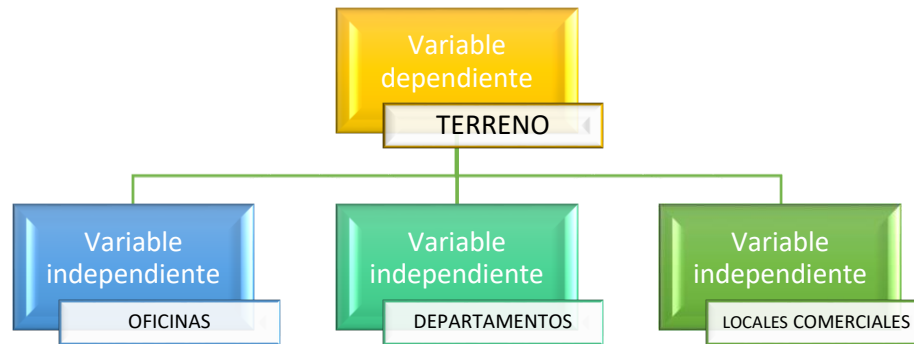 Variable
dependiente
TERRENO
Variable
independiente
OFICINAS
Variable
independiente
DEPARTAMENTOS
Variable
independiente
LOCALES COMERCIALES